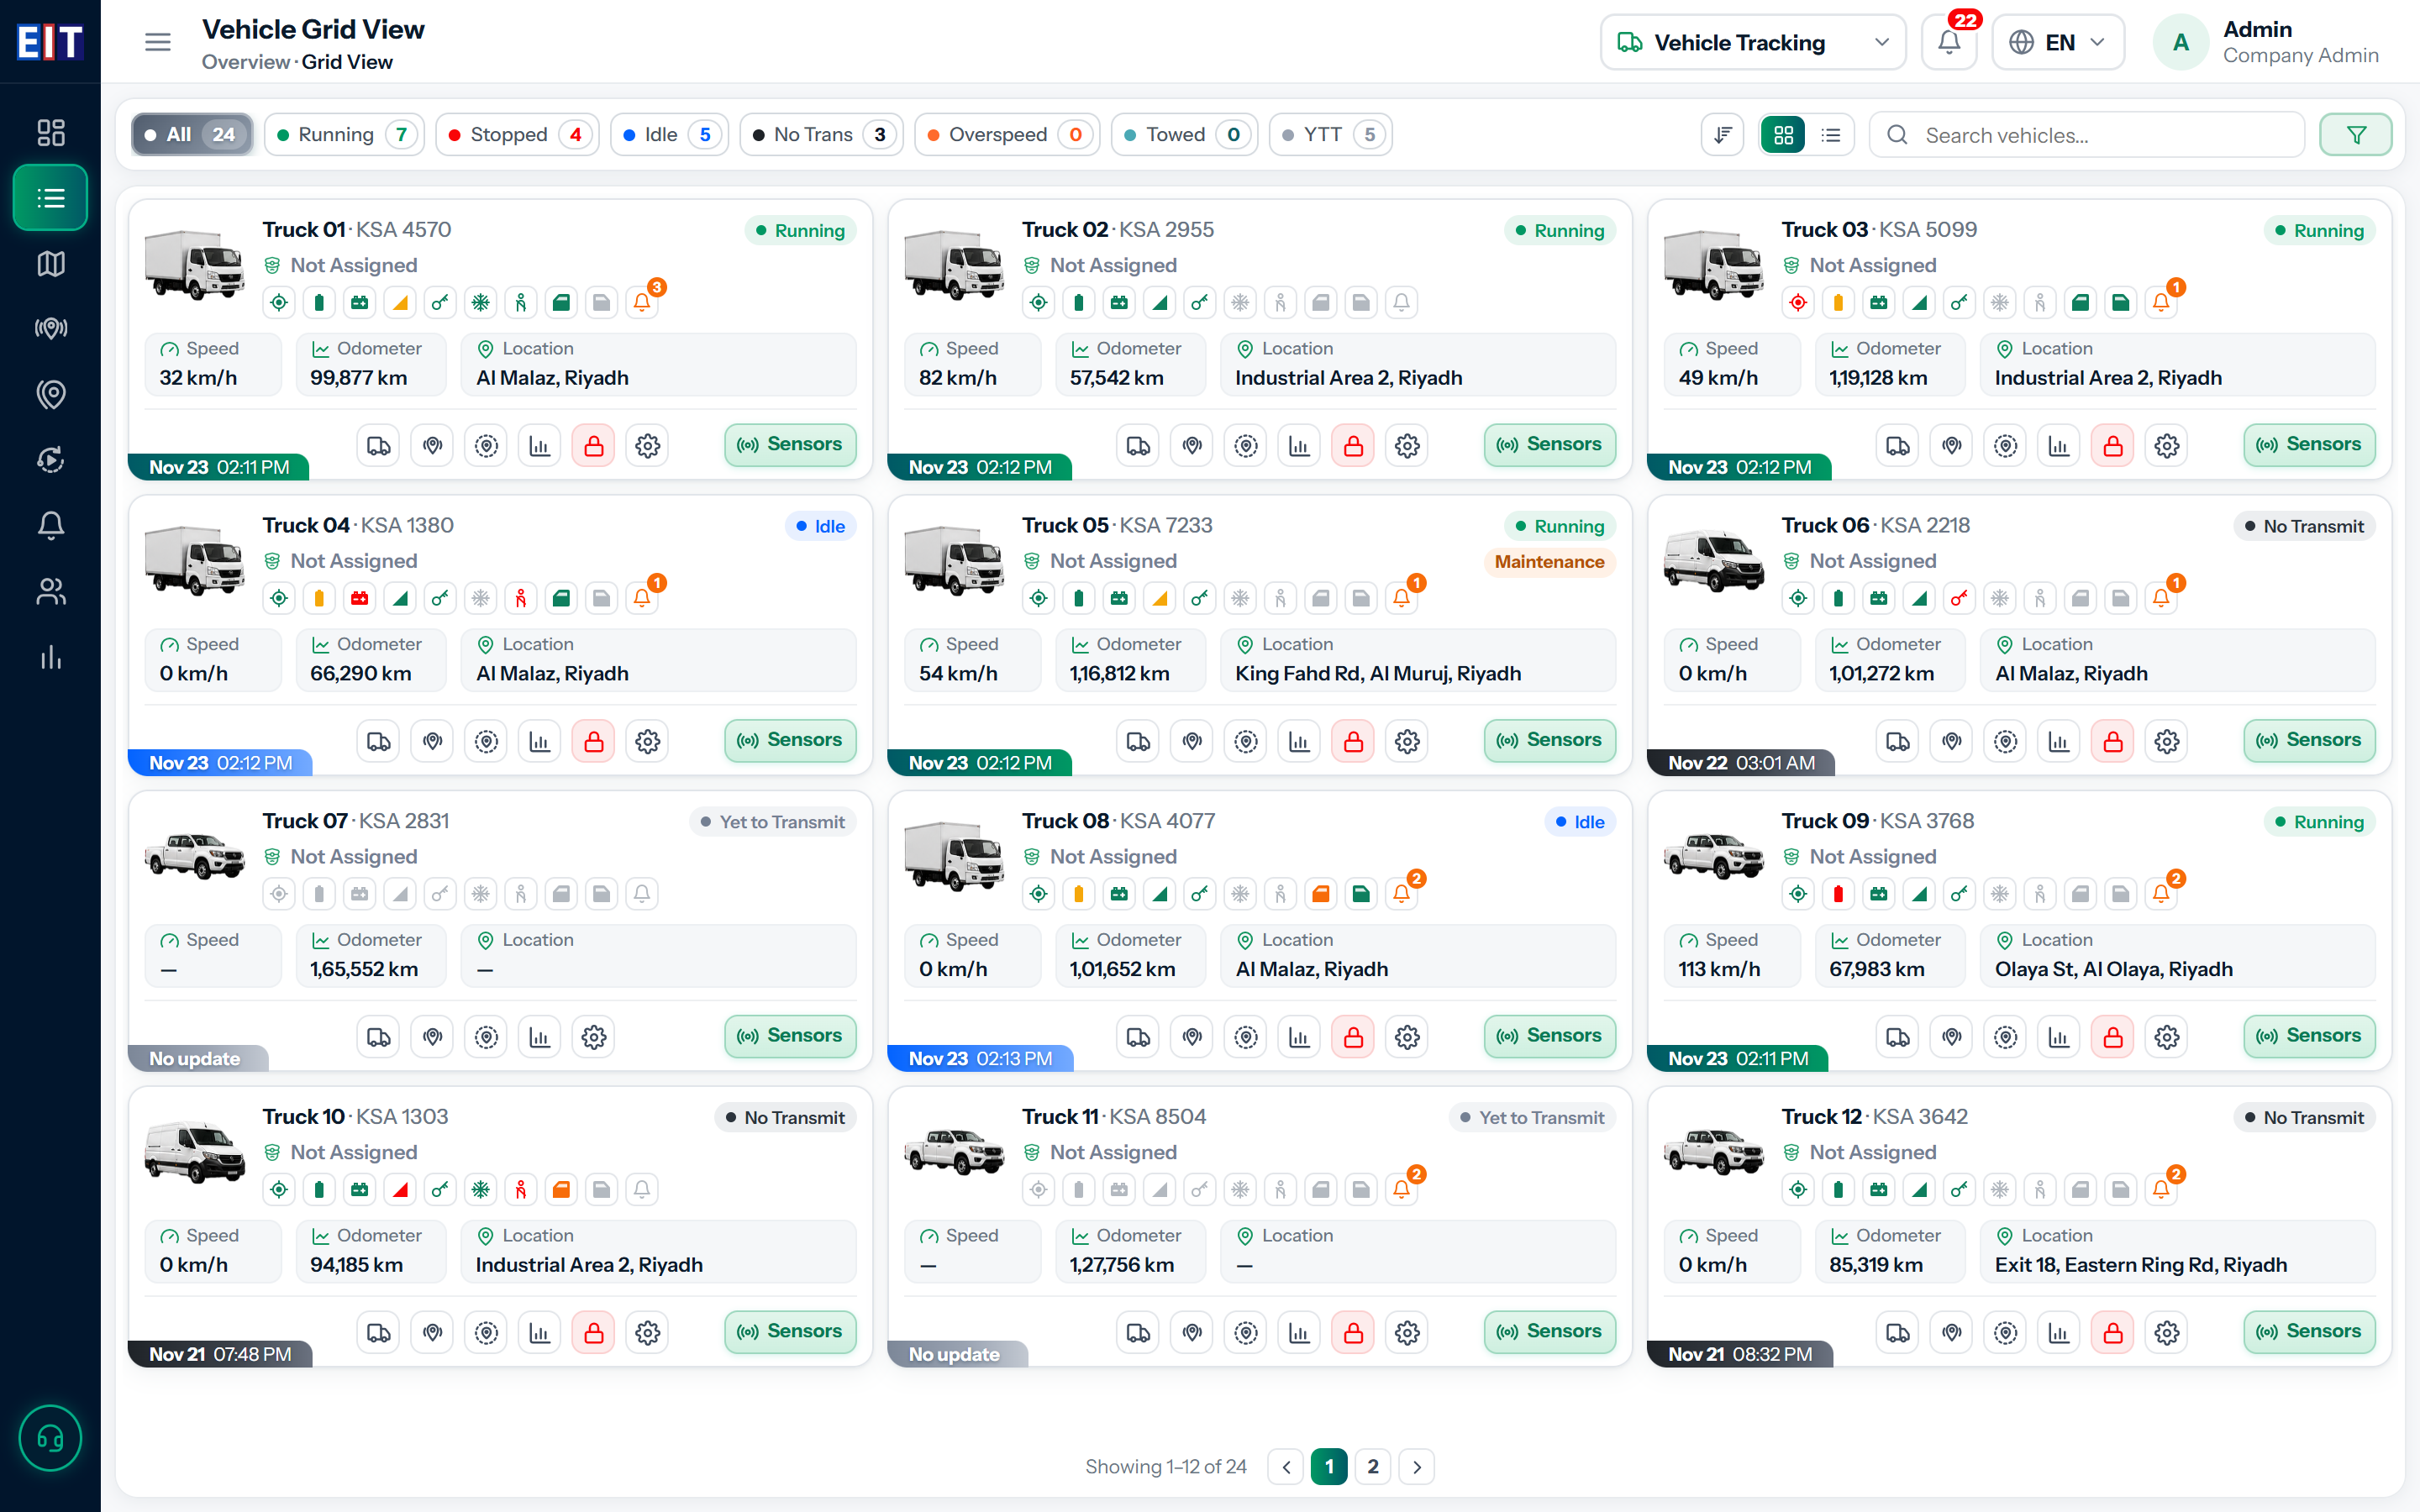 EIT
Vehicle Grid View
Overview · Grid View
Vehicle Tracking
22
EN
A
Admin
Company Admin
All 24
Running 7
Stopped 4
Idle 5
No Trans 3
Overspeed 0
Towed 0
YTT 5
Search vehicles...
Truck 01 · KSA 4570
Running
Not Assigned
3
Speed
32 km/h
Odometer
99,877 km
Location
Al Malaz, Riyadh
Nov 23 02:11 PM
Sensors
Truck 02 · KSA 2955
Running
Not Assigned
Speed
82 km/h
Odometer
57,542 km
Location
Industrial Area 2, Riyadh
Nov 23 02:12 PM
Sensors
Truck 03 · KSA 5099
Running
Not Assigned
1
Speed
49 km/h
Odometer
1,19,128 km
Location
Industrial Area 2, Riyadh
Nov 23 02:12 PM
Sensors
Truck 04 · KSA 1380
Idle
Not Assigned
1
Speed
0 km/h
Odometer
66,290 km
Location
Al Malaz, Riyadh
Nov 23 02:12 PM
Sensors
Truck 05 · KSA 7233
Running
Not Assigned
Maintenance
1
Speed
54 km/h
Odometer
1,16,812 km
Location
King Fahd Rd, Al Muruj, Riyadh
Nov 23 02:12 PM
Sensors
Truck 06 · KSA 2218
No Transmit
Not Assigned
1
Speed
0 km/h
Odometer
1,01,272 km
Location
Al Malaz, Riyadh
Nov 22 03:01 AM
Sensors
Truck 07 · KSA 2831
Yet to Transmit
Not Assigned
Speed
—
Odometer
1,65,552 km
Location
—
No update
Sensors
Truck 08 · KSA 4077
Idle
Not Assigned
2
Speed
0 km/h
Odometer
1,01,652 km
Location
Al Malaz, Riyadh
Nov 23 02:13 PM
Sensors
Truck 09 · KSA 3768
Running
Not Assigned
2
Speed
113 km/h
Odometer
67,983 km
Location
Olaya St, Al Olaya, Riyadh
Nov 23 02:11 PM
Sensors
Truck 10 · KSA 1303
No Transmit
Not Assigned
Speed
0 km/h
Odometer
94,185 km
Location
Industrial Area 2, Riyadh
Nov 21 07:48 PM
Sensors
Truck 11 · KSA 8504
Yet to Transmit
Not Assigned
2
Speed
—
Odometer
1,27,756 km
Location
—
No update
Sensors
Truck 12 · KSA 3642
No Transmit
Not Assigned
2
Speed
0 km/h
Odometer
85,319 km
Location
Exit 18, Eastern Ring Rd, Riyadh
Nov 21 08:32 PM
Sensors
Showing 1–12 of 24
1
2